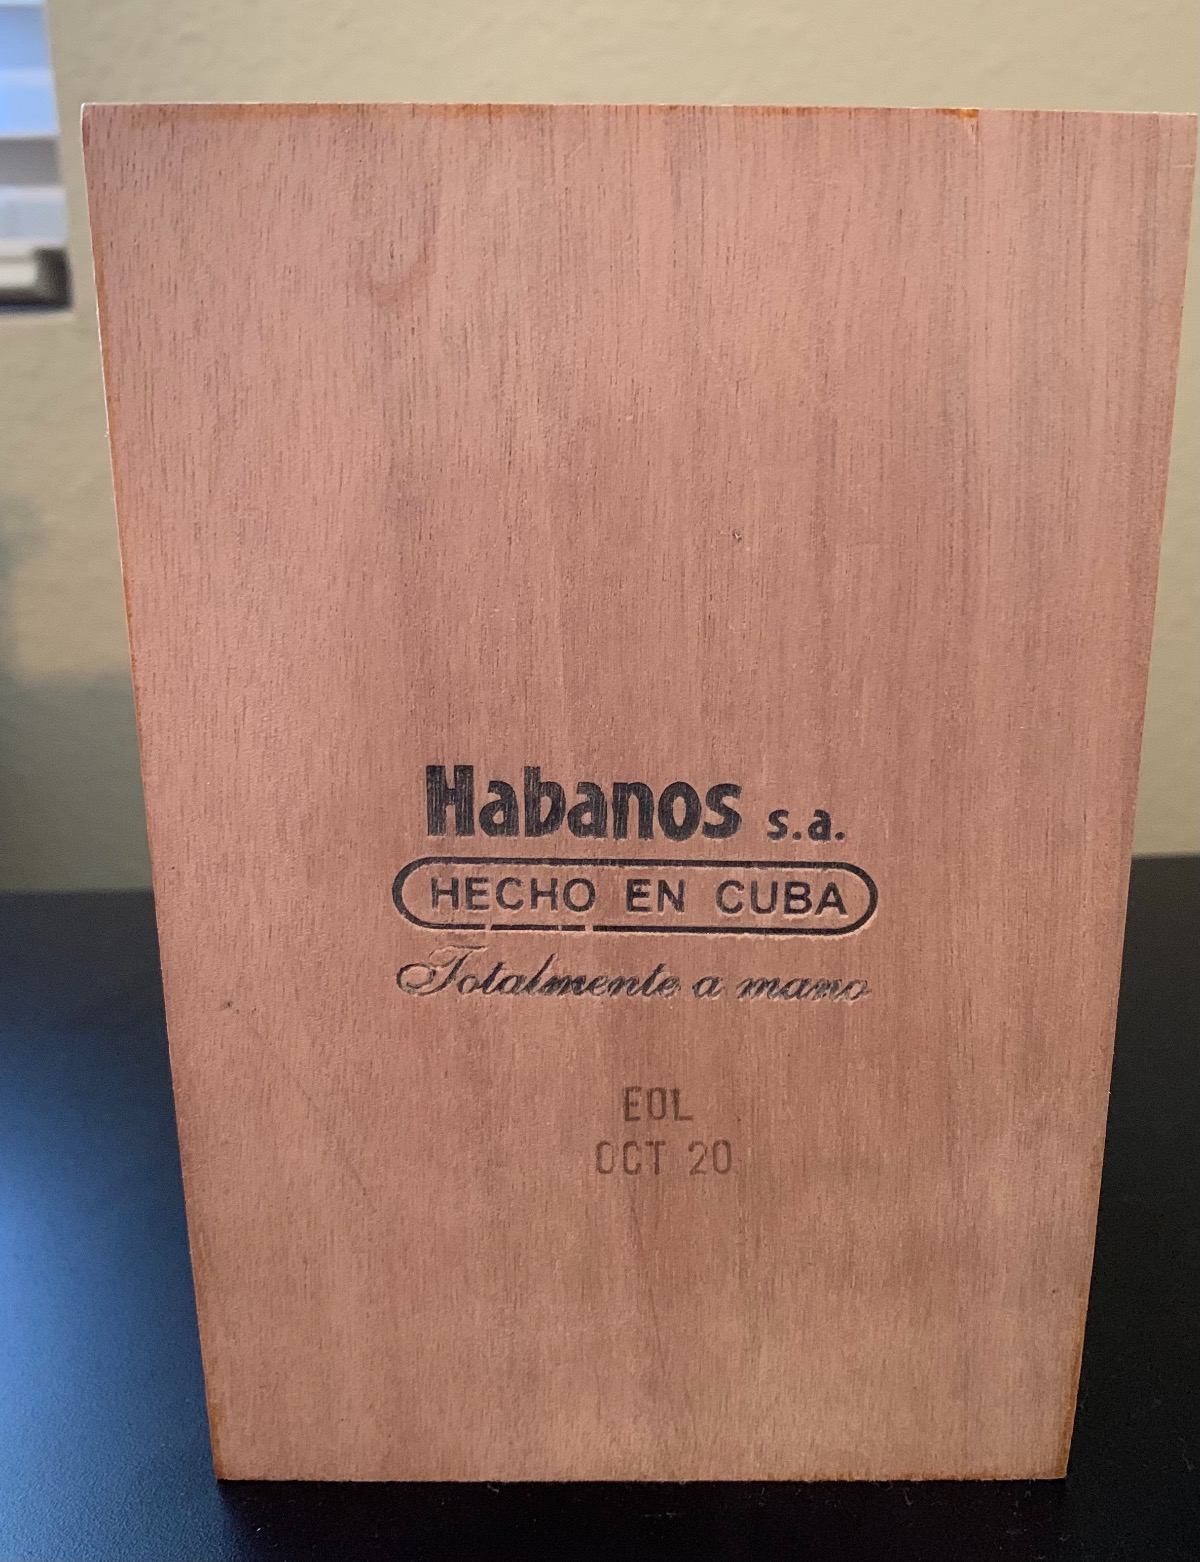 Habanos s.a.
HECHO EN CUBA
Totalmente a mano
EOL
OCT 20